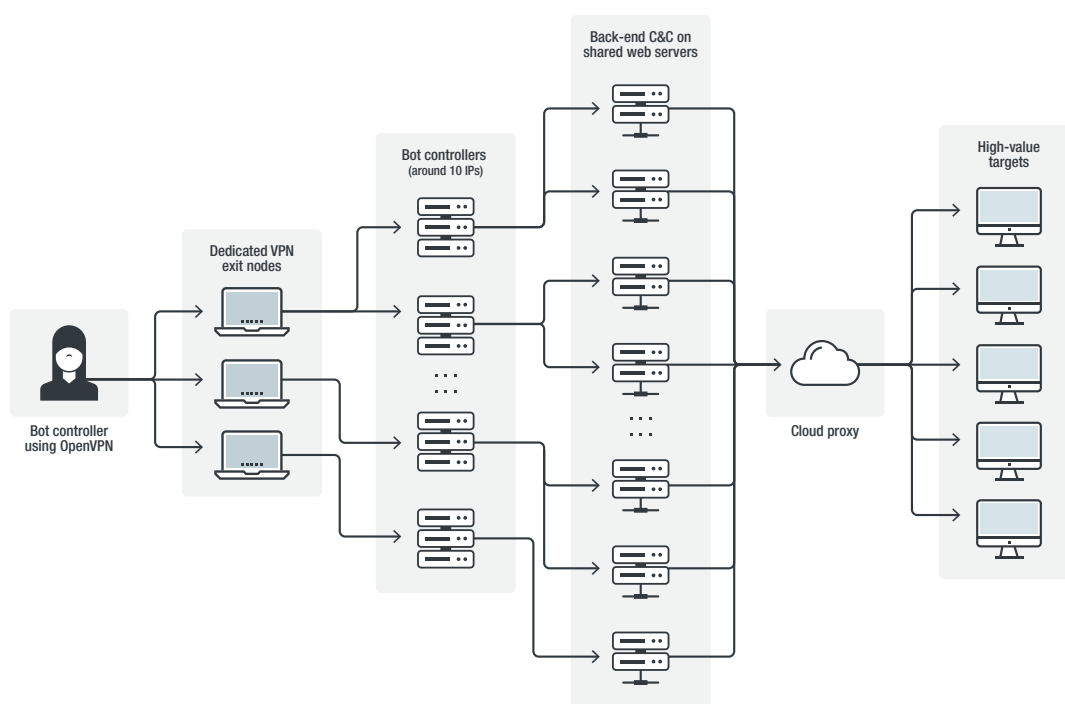 Back-end C&C on
shared web servers
Bot controllers
(around 10 IPs)
High-value
targets
Dedicated VPN
exit nodes
Bot controller
using OpenVPN
Cloud proxy